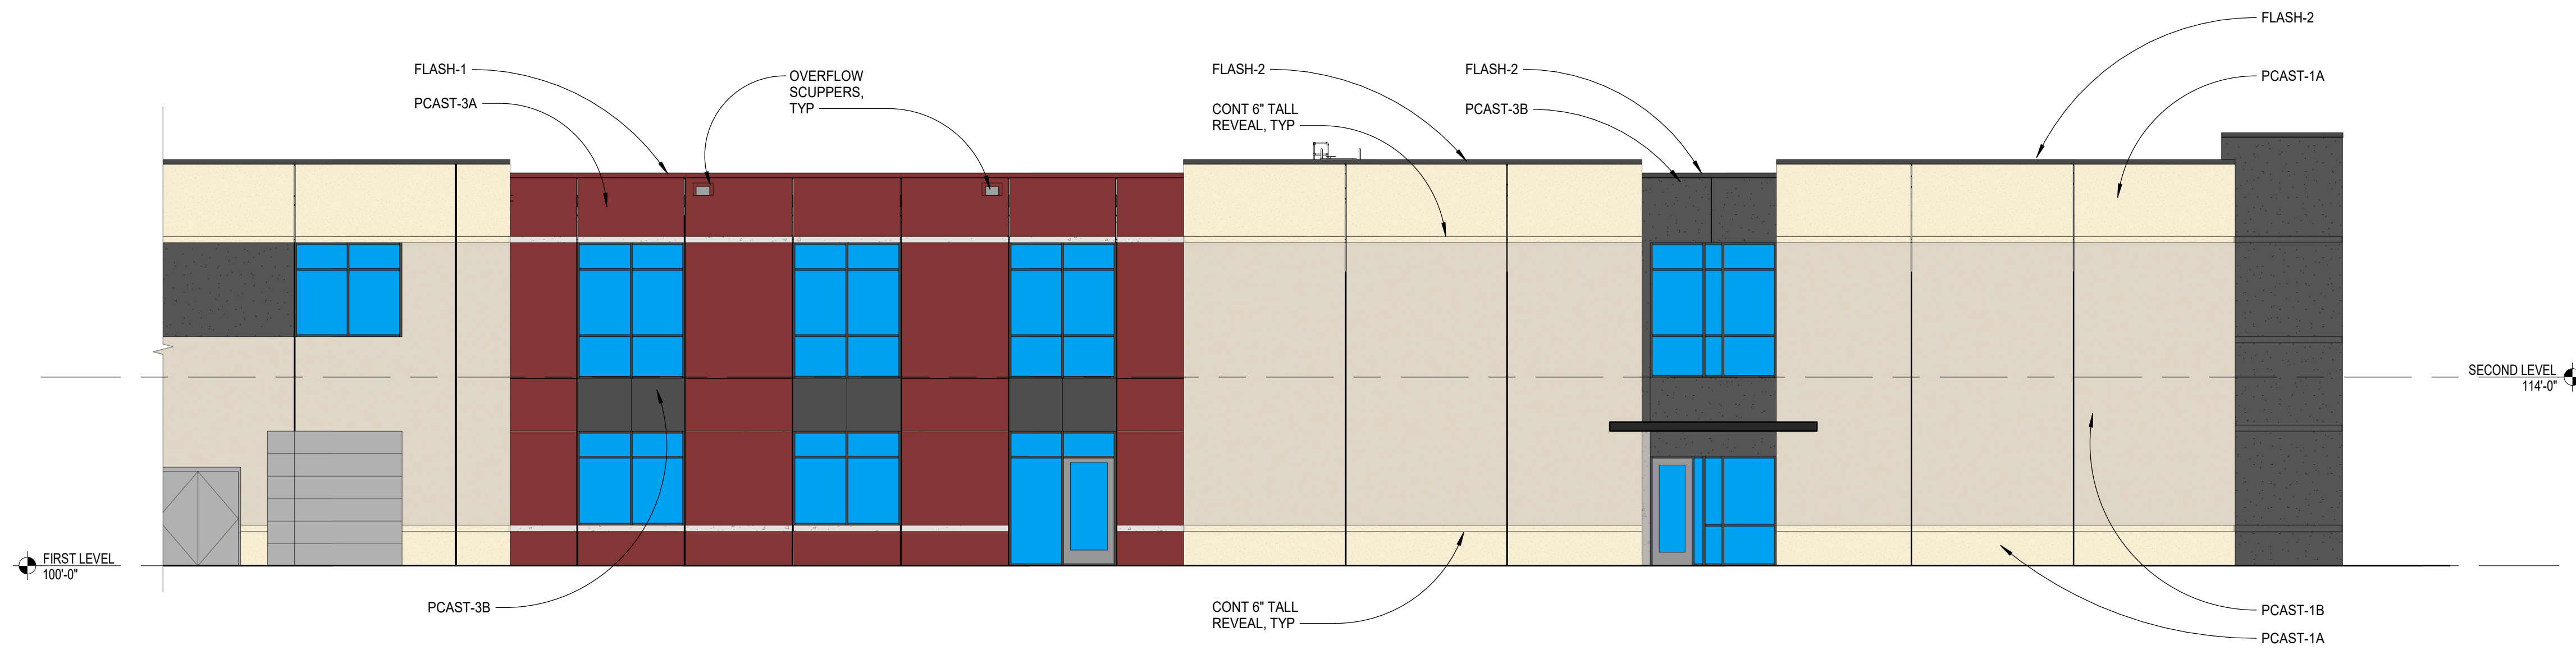 FLASH-2
FLASH-1
OVERFLOW
SCUPPERS,
TYP
FLASH-2
FLASH-2
PCAST-1A
PCAST-3A
CONT 6" TALL
REVEAL, TYP
PCAST-3B
SECOND LEVEL
114'-0"
FIRST LEVEL
100'-0"
PCAST-3B
CONT 6" TALL
REVEAL, TYP
PCAST-1B
PCAST-1A